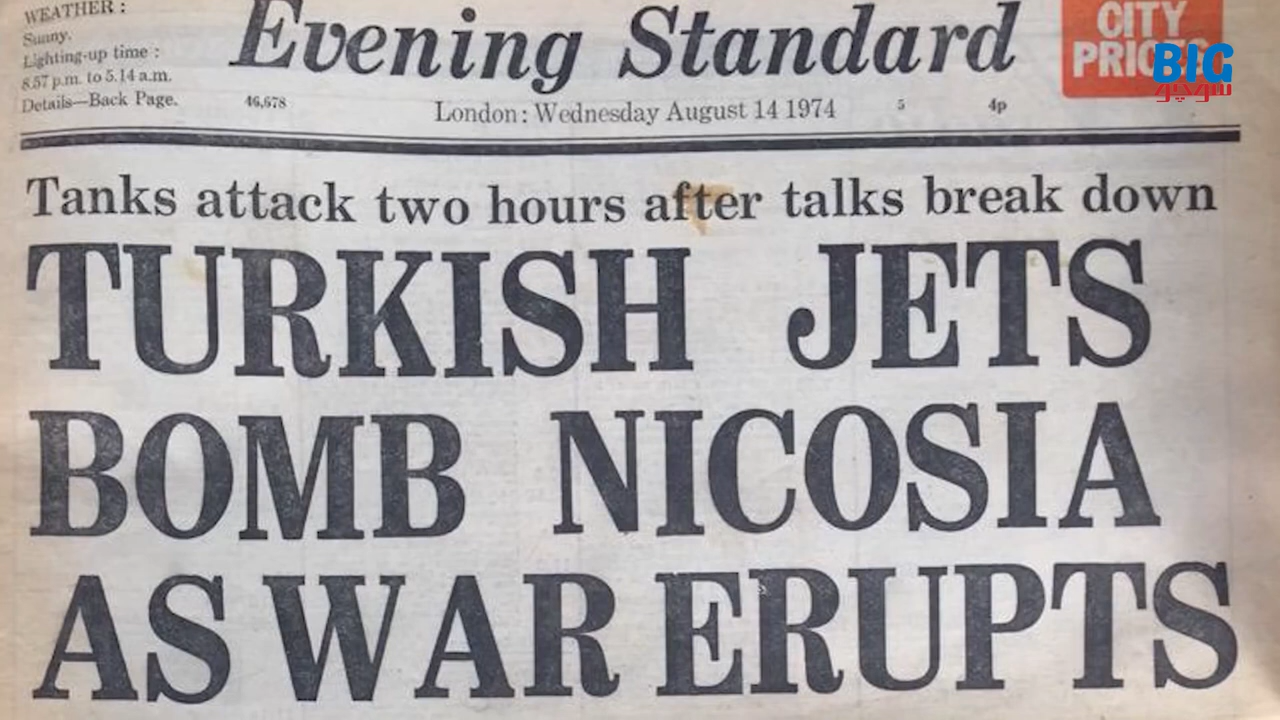 WEATHER :
Sunny.
Lighting-up time :
8.57 p.m. to 5.14 a.m.
Details—Back Page.
Evening Standard
CITY
PRICES
BIG
سوچو
46,678
London: Wednesday August 14 1974
5
4p
Tanks attack two hours after talks break down
TURKISH JETS
BOMB NICOSIA
AS WAR ERUPTS